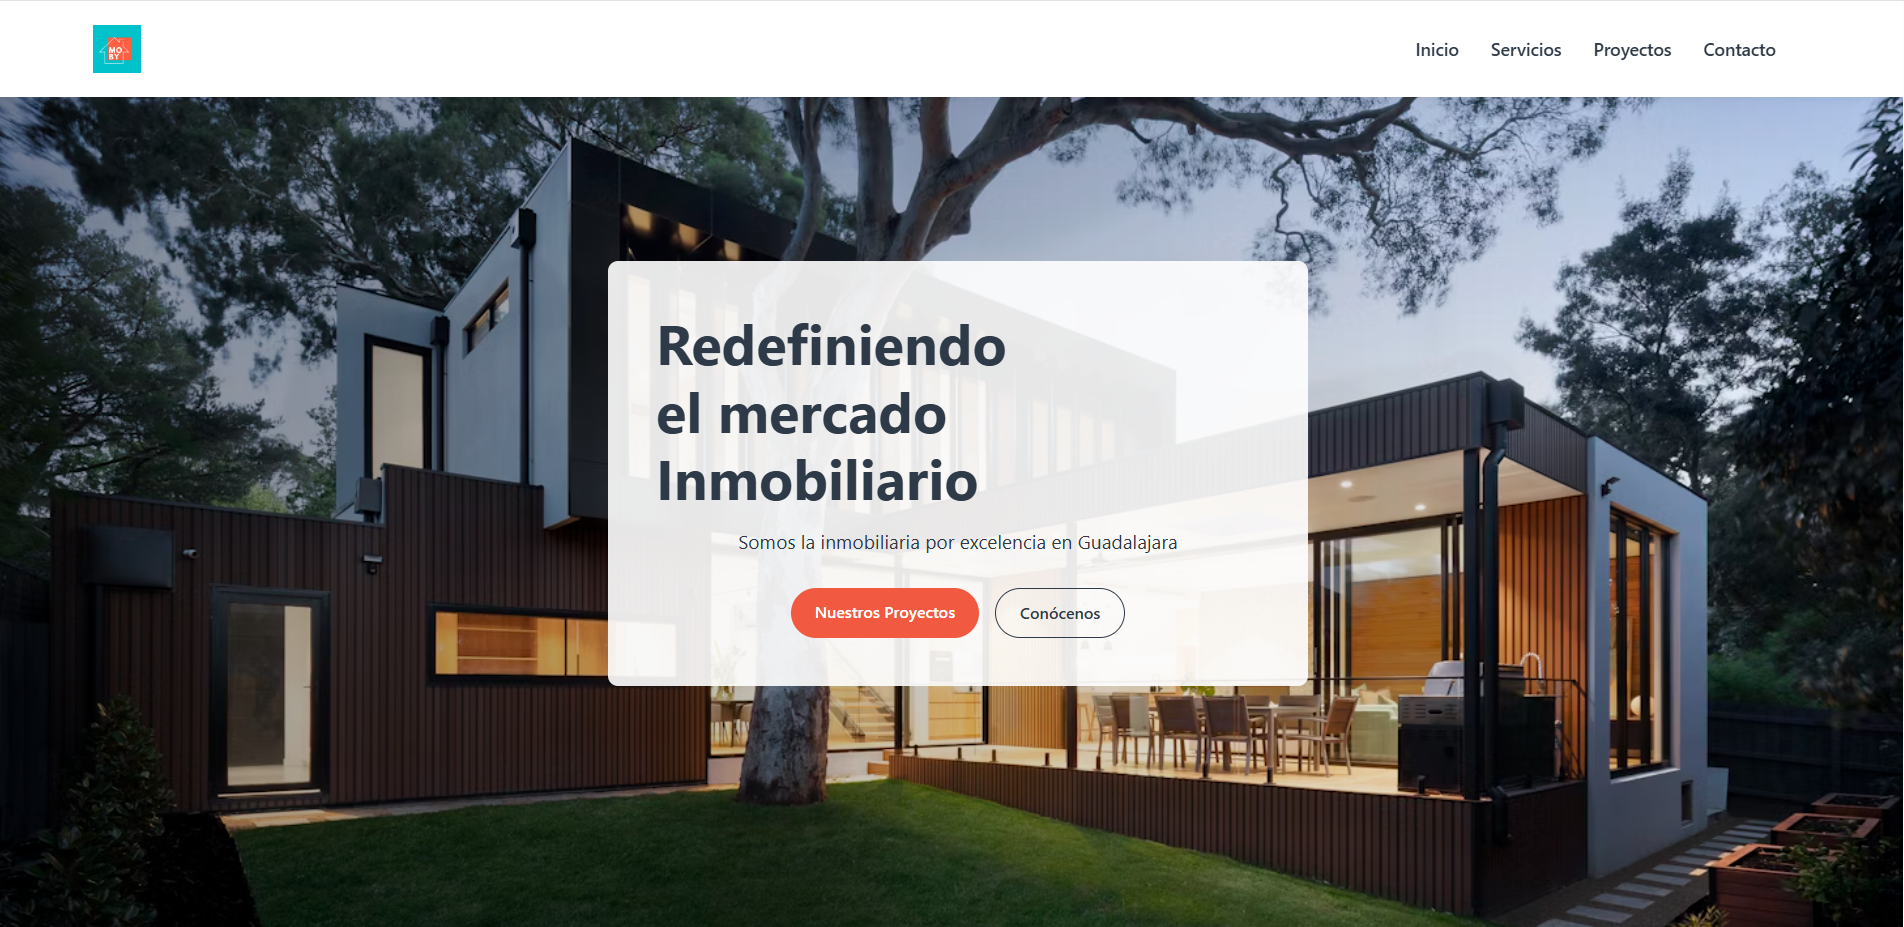 MO
BY
Inicio Servicios Proyectos Contacto
Redefiniendo
el mercado
Inmobiliario
Somos la inmobiliaria por excelencia en Guadalajara
Nuestros Proyectos Conócenos